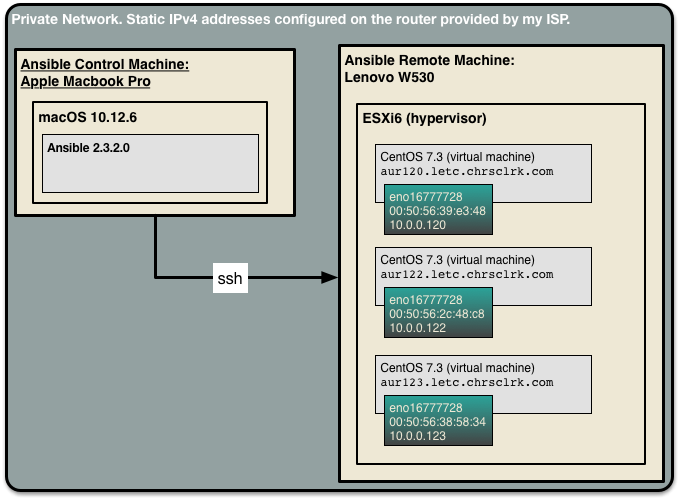 Private Network. Static IPv4 addresses configured on the router provided by my ISP.
Ansible Control Machine:
Apple Macbook Pro
macOS 10.12.6
Ansible 2.3.2.0
ssh
Ansible Remote Machine:
Lenovo W530
ESXi6 (hypervisor)
CentOS 7.3 (virtual machine)
aur120.letc.chrsclrk.com
eno16777728
00:50:56:39:e3:48
10.0.0.120
CentOS 7.3 (virtual machine)
aur122.letc.chrsclrk.com
eno16777728
00:50:56:2c:48:c8
10.0.0.122
CentOS 7.3 (virtual machine)
aur123.letc.chrsclrk.com
eno16777728
00:50:56:38:58:34
10.0.0.123